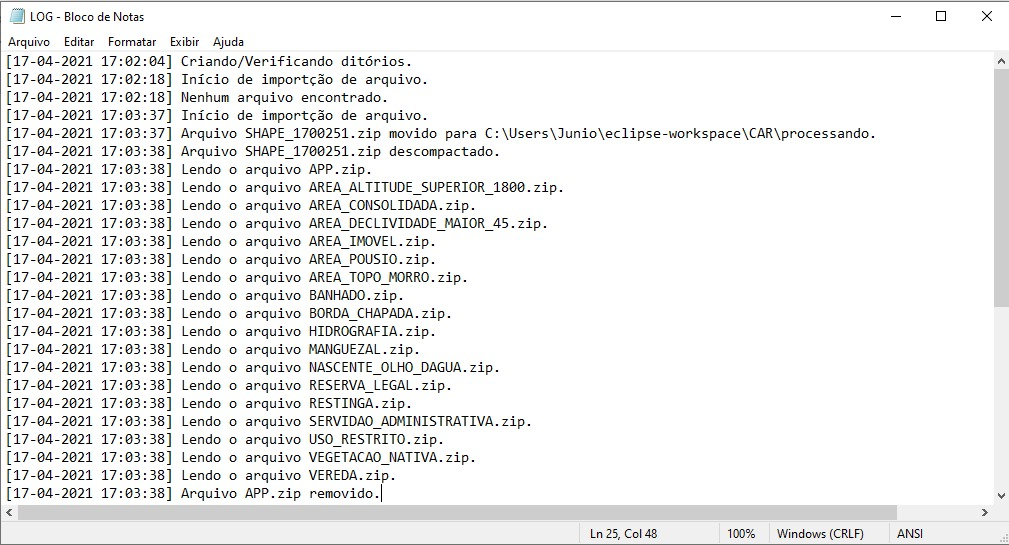 LOG - Bloco de Notas
Arquivo Editar Formatar Exibir Ajuda
[17-04-2021 17:02:04] Criando/Verificando ditórios.
[17-04-2021 17:02:18] Início de importção de arquivo.
[17-04-2021 17:02:18] Nenhum arquivo encontrado.
[17-04-2021 17:03:37] Início de importção de arquivo.
[17-04-2021 17:03:37] Arquivo SHAPE_1700251.zip movido para C:\Users\Junio\eclipse-workspace\CAR\processando.
[17-04-2021 17:03:38] Arquivo SHAPE_1700251.zip descompactado.
[17-04-2021 17:03:38] Lendo o arquivo APP.zip.
[17-04-2021 17:03:38] Lendo o arquivo AREA_ALTITUDE_SUPERIOR_1800.zip.
[17-04-2021 17:03:38] Lendo o arquivo AREA_CONSOLIDADA.zip.
[17-04-2021 17:03:38] Lendo o arquivo AREA_DECLIVIDADE_MAIOR_45.zip.
[17-04-2021 17:03:38] Lendo o arquivo AREA_IMOVEL.zip.
[17-04-2021 17:03:38] Lendo o arquivo AREA_POUSIO.zip.
[17-04-2021 17:03:38] Lendo o arquivo AREA_TOPO_MORRO.zip.
[17-04-2021 17:03:38] Lendo o arquivo BANHADO.zip.
[17-04-2021 17:03:38] Lendo o arquivo BORDA_CHAPADA.zip.
[17-04-2021 17:03:38] Lendo o arquivo HIDROGRAFIA.zip.
[17-04-2021 17:03:38] Lendo o arquivo MANGUEZAL.zip.
[17-04-2021 17:03:38] Lendo o arquivo NASCENTE_OLHO_DAGUA.zip.
[17-04-2021 17:03:38] Lendo o arquivo RESERVA_LEGAL.zip.
[17-04-2021 17:03:38] Lendo o arquivo RESTINGA.zip.
[17-04-2021 17:03:38] Lendo o arquivo SERVIDAO_ADMINISTRATIVA.zip.
[17-04-2021 17:03:38] Lendo o arquivo USO_RESTRITO.zip.
[17-04-2021 17:03:38] Lendo o arquivo VEGETACAO_NATIVA.zip.
[17-04-2021 17:03:38] Lendo o arquivo VEREDA.zip.
[17-04-2021 17:03:38] Arquivo APP.zip removido.
Ln 25, Col 48 100% Windows (CRLF) ANSI